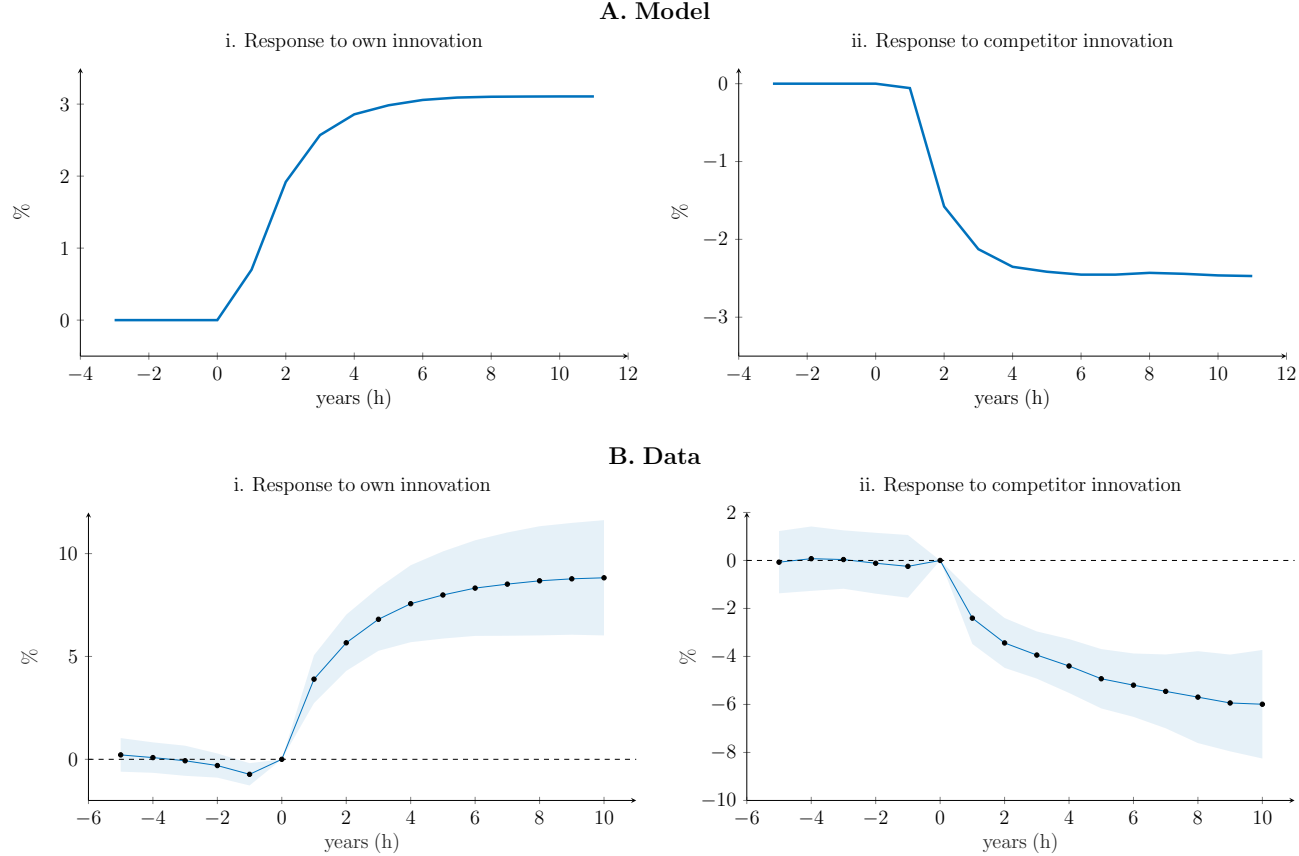 A. Model
i. Response to own innovation
3
2
1
0
%
−4 −2 0 2 4 6 8 10 12
years (h)
ii. Response to competitor innovation
0
−1
−2
−3
%
−4 −2 0 2 4 6 8 10 12
years (h)
B. Data
i. Response to own innovation
10
5
0
%
−6 −4 −2 0 2 4 6 8 10
years (h)
ii. Response to competitor innovation
2
0
−2
−4
−6
−8
−10
%
−6 −4 −2 0 2 4 6 8 10
years (h)